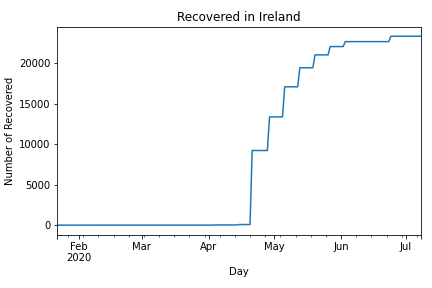 Recovered in Ireland
Number of Recovered
20000
15000
10000
5000
0
Feb Mar Apr May Jun Jul
2020
Day